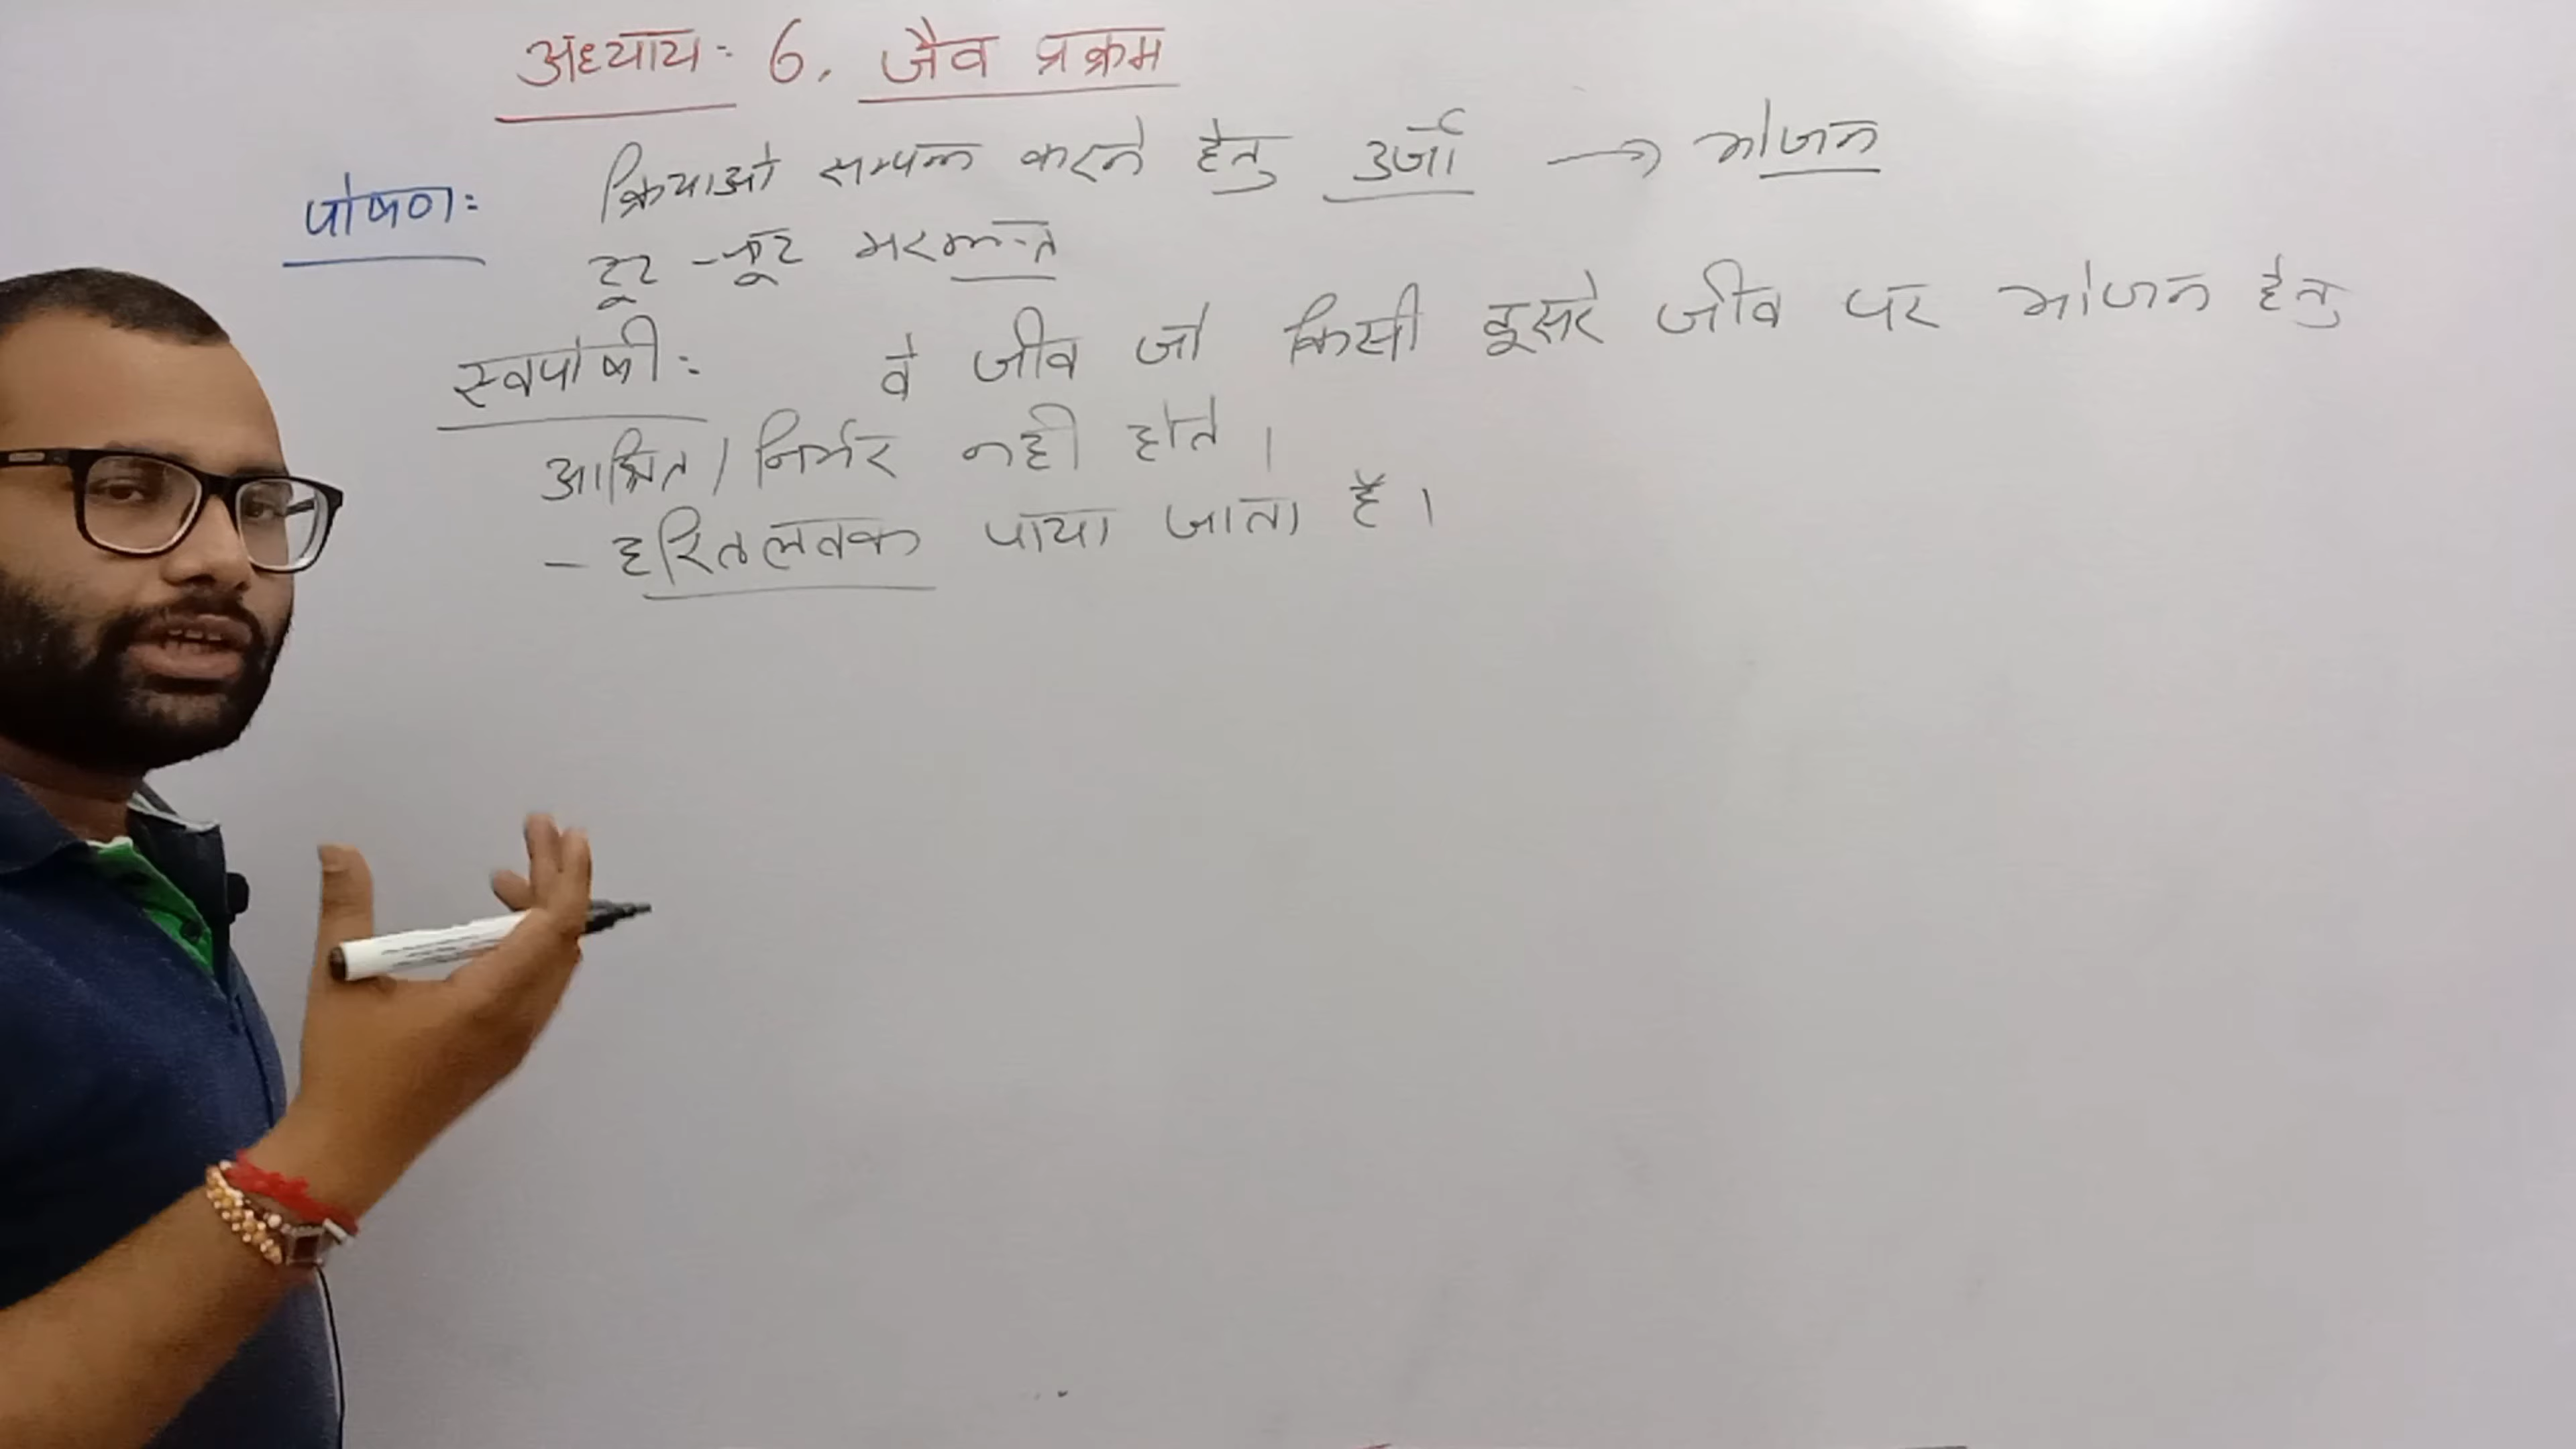 अध्याय:- 6. जैव प्रक्रम
पोषण:- क्रियाओ सम्पन्न करने हेतु उर्जा → भोजन
टूट-फूट मरम्मत
स्वपोषी:- वे जीव जो किसी दूसरे जीव पर भोजन हेतु
आश्रित / निर्भर नही होते।
- हरितलवक पाया जाता है।